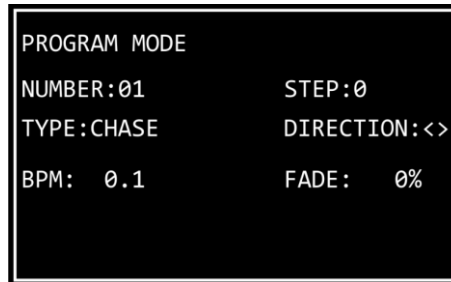 PROGRAM MODE
NUMBER:01 STEP:0
TYPE:CHASE DIRECTION:<>
BPM: 0.1 FADE: 0%